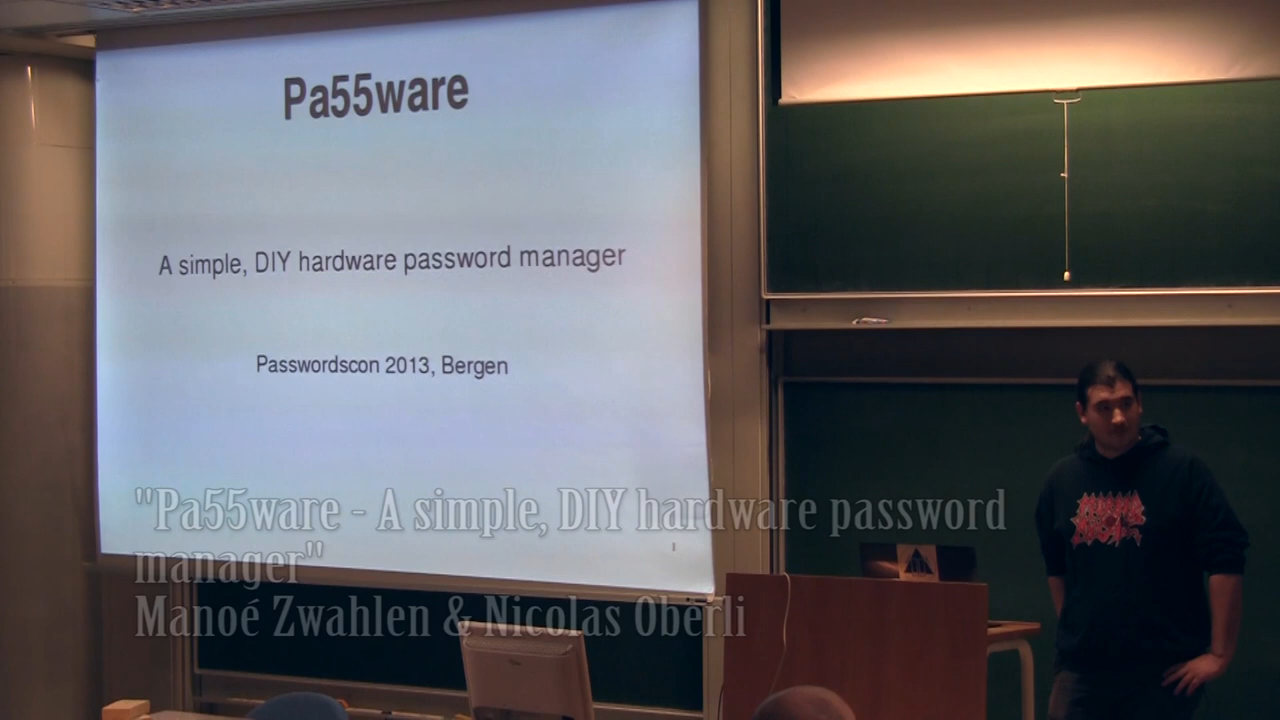 Pa55ware
A simple, DIY hardware password manager
Passwordscon 2013, Bergen
"Pa55ware - A simple, DIY hardware password
manager"
Manoé Zwahlen & Nicolas Oberli